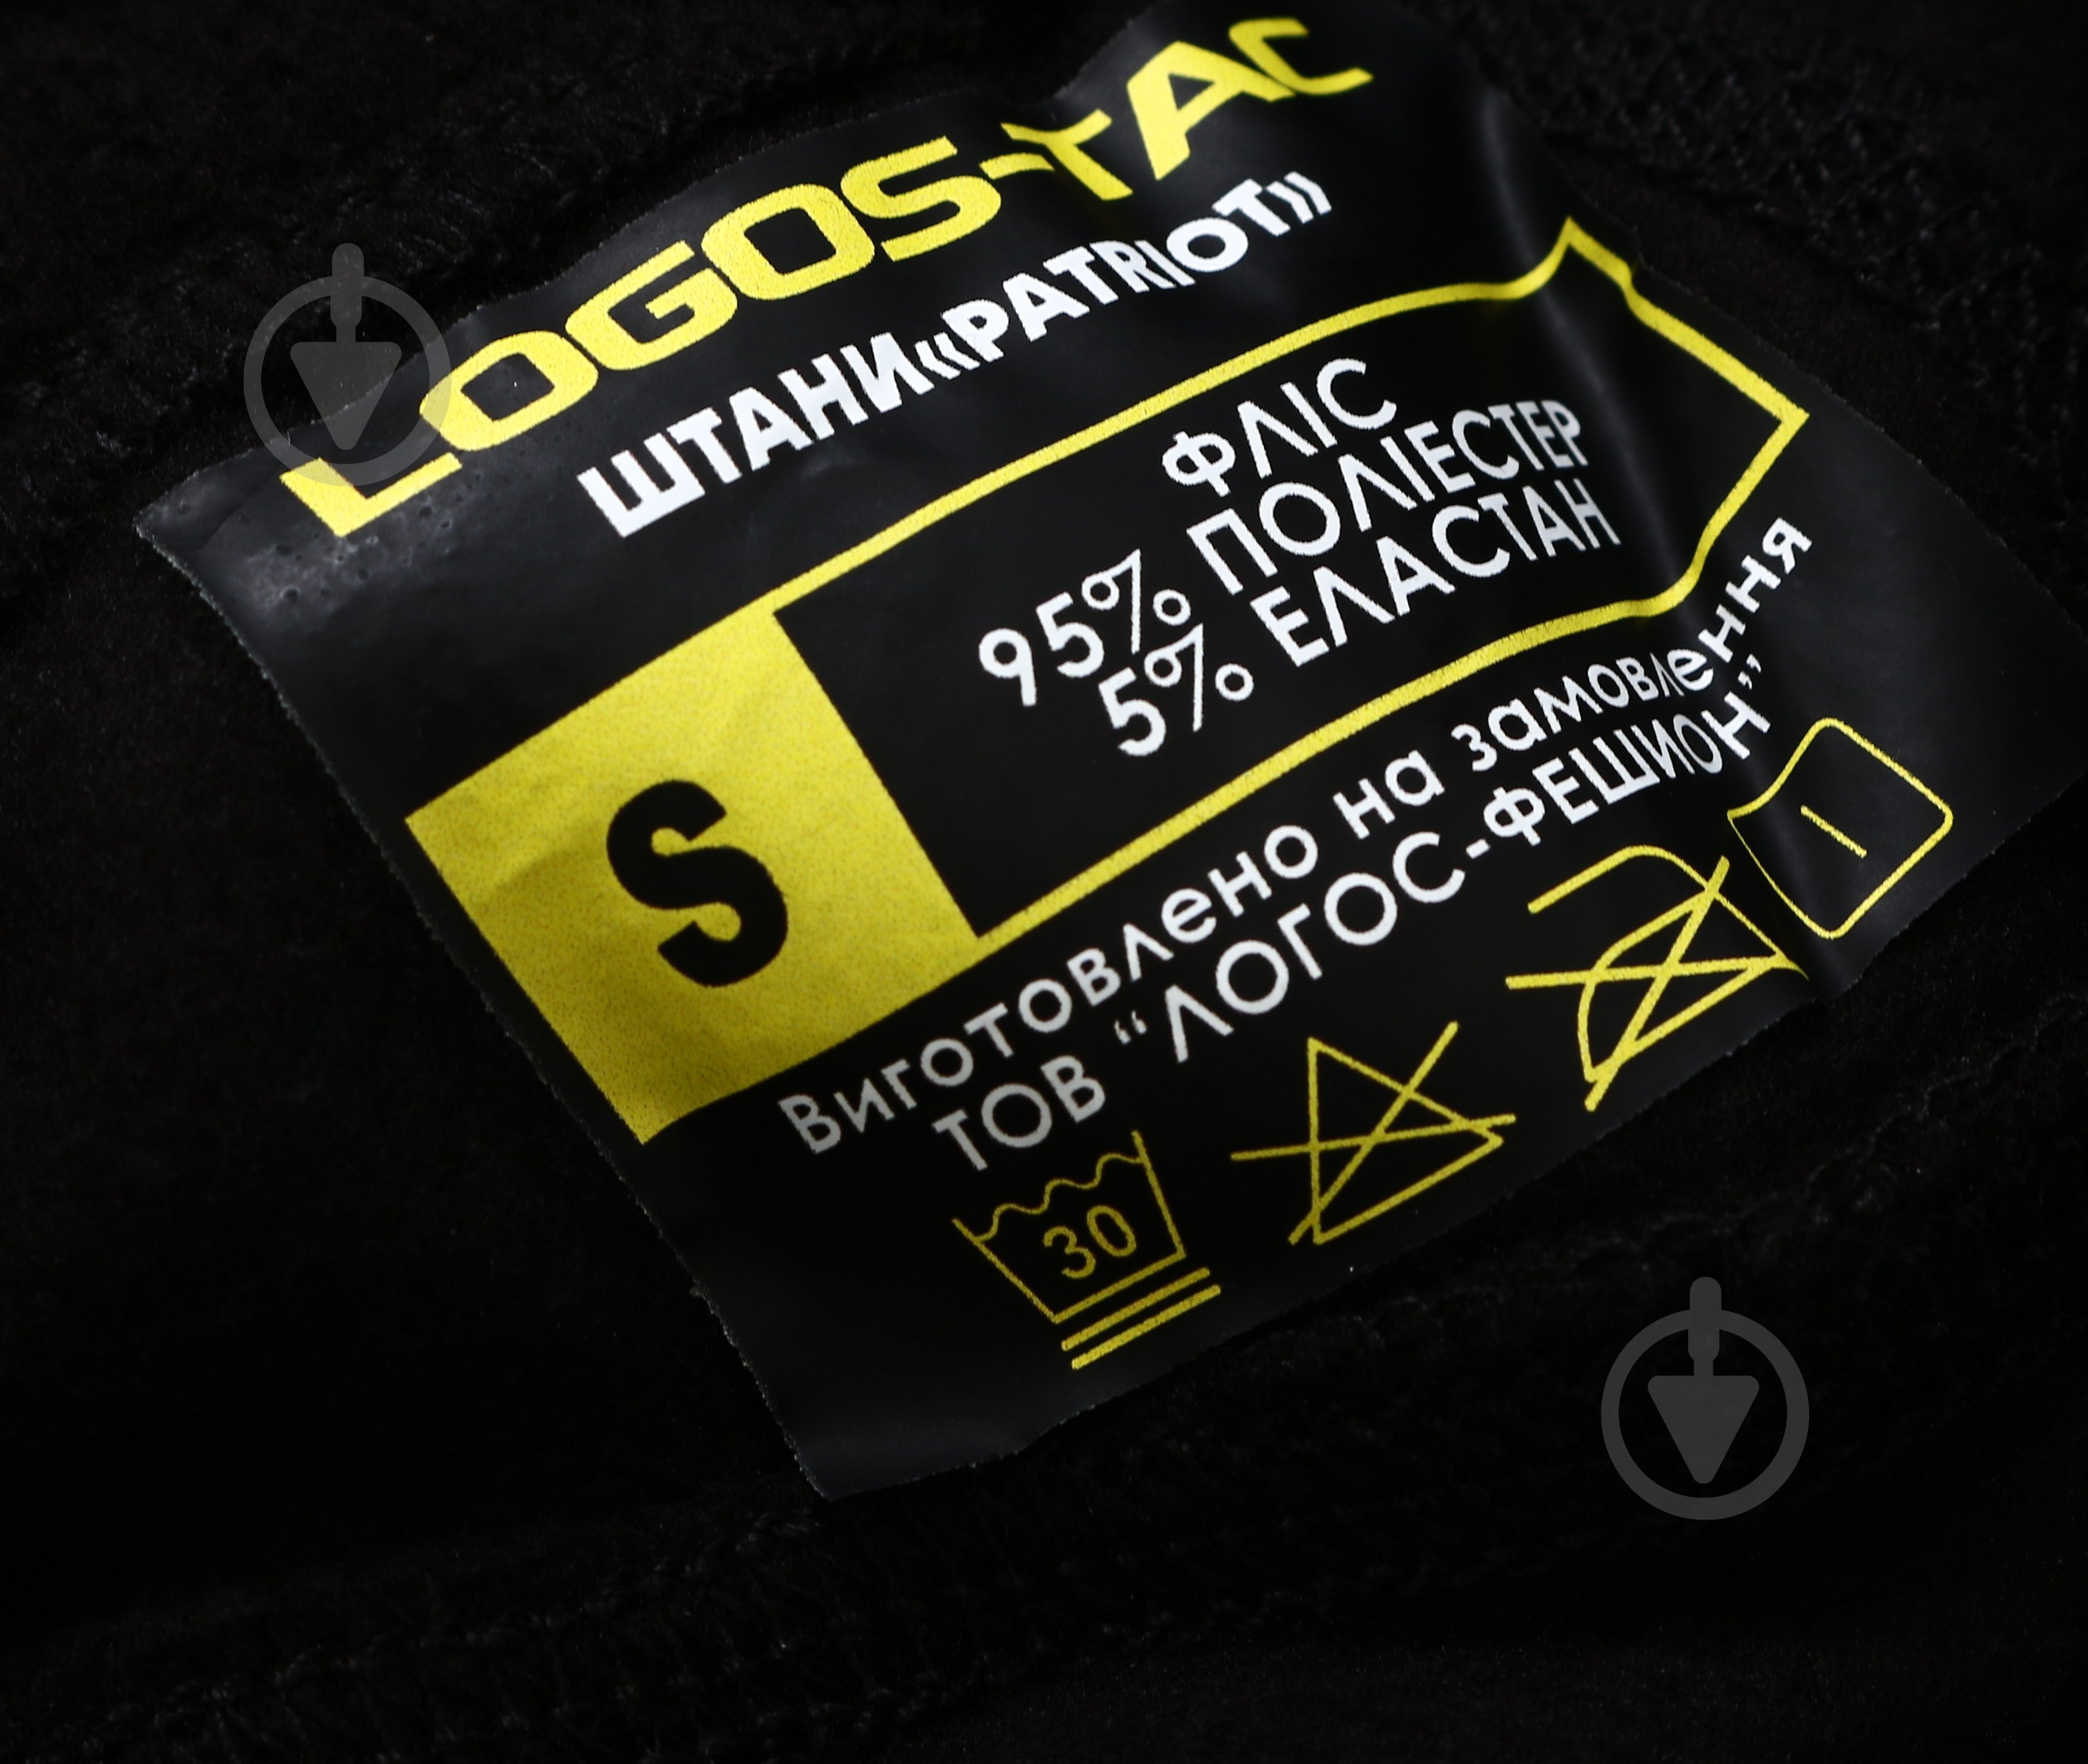 LOGOS-TAC
ШТАНИ «PATRIOT»
ФЛІС
95% ПОЛІЕСТЕР
5% ЕЛАСТАН
S
Виготовлено на замовлення
ТОВ “ЛОГОС-ФЕШИОН”
30